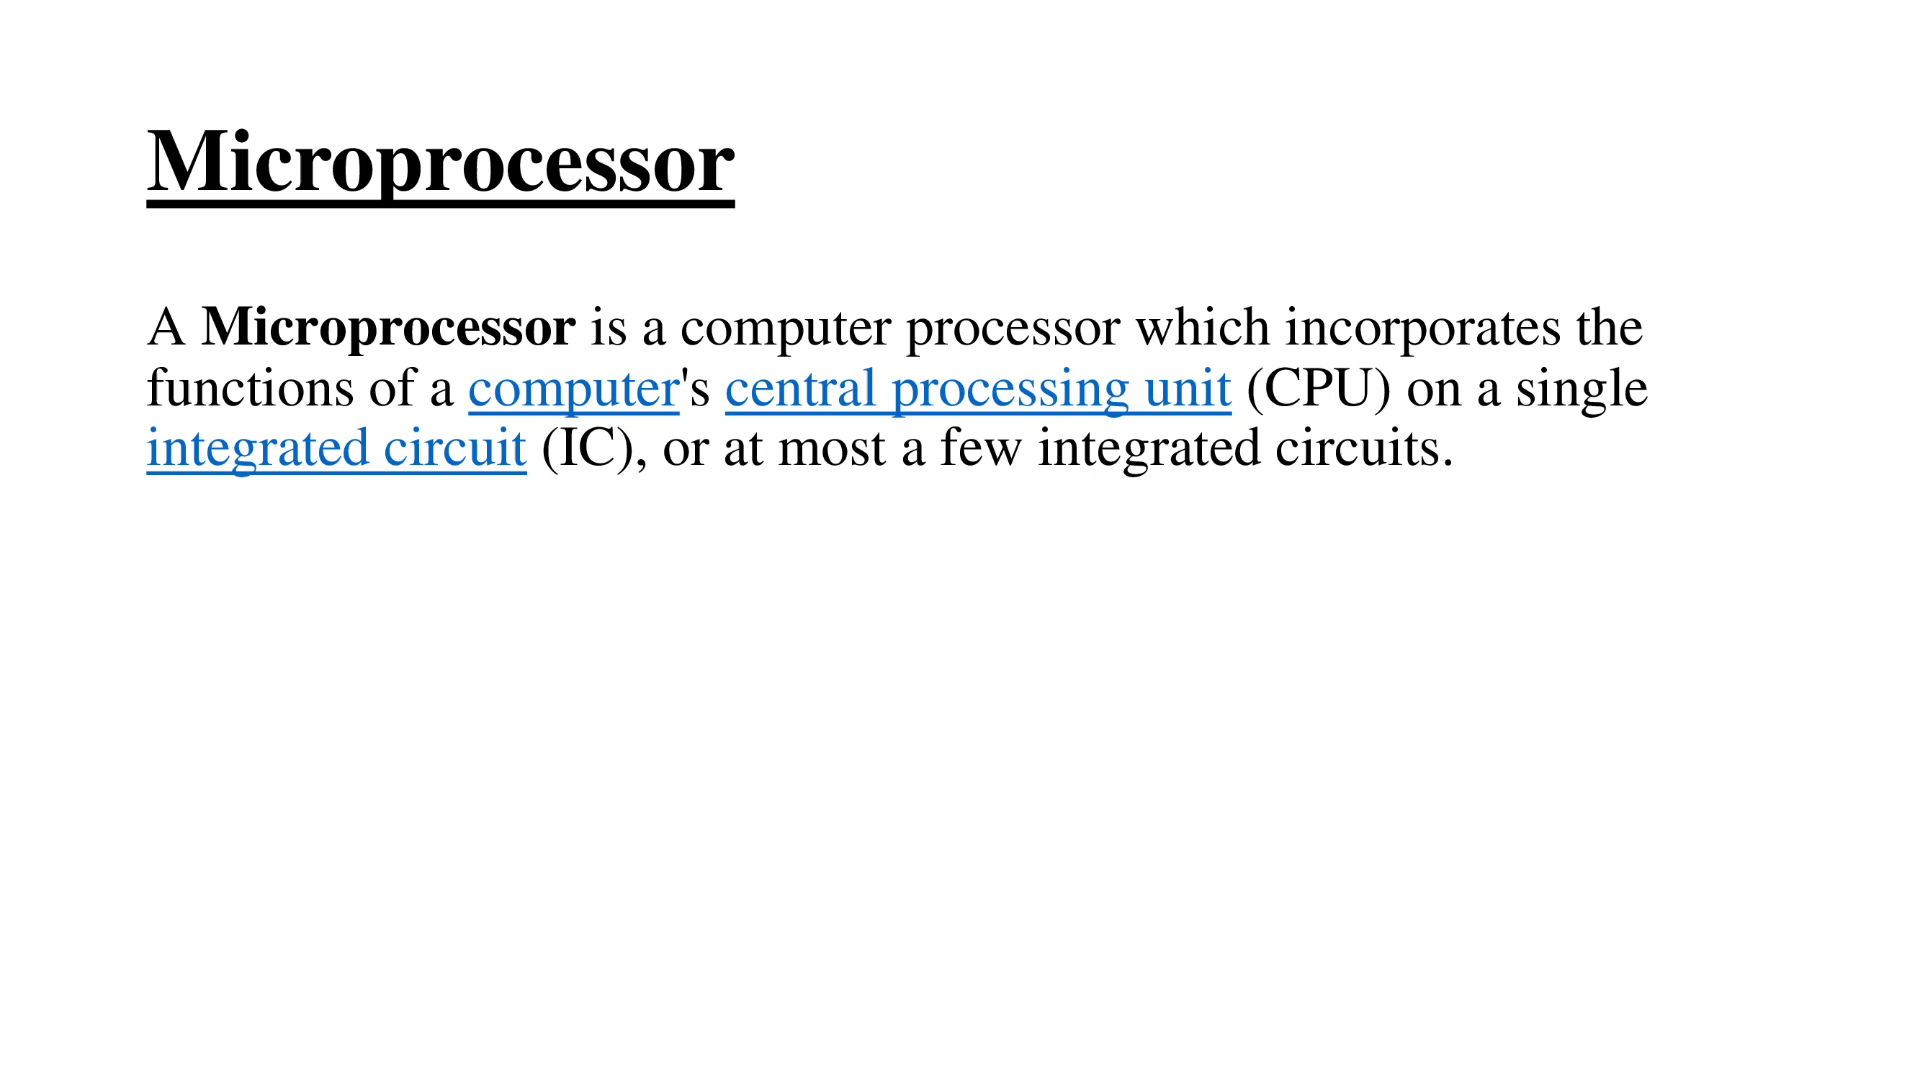 Microprocessor
A Microprocessor is a computer processor which incorporates the
functions of a computer's central processing unit (CPU) on a single
integrated circuit (IC), or at most a few integrated circuits.